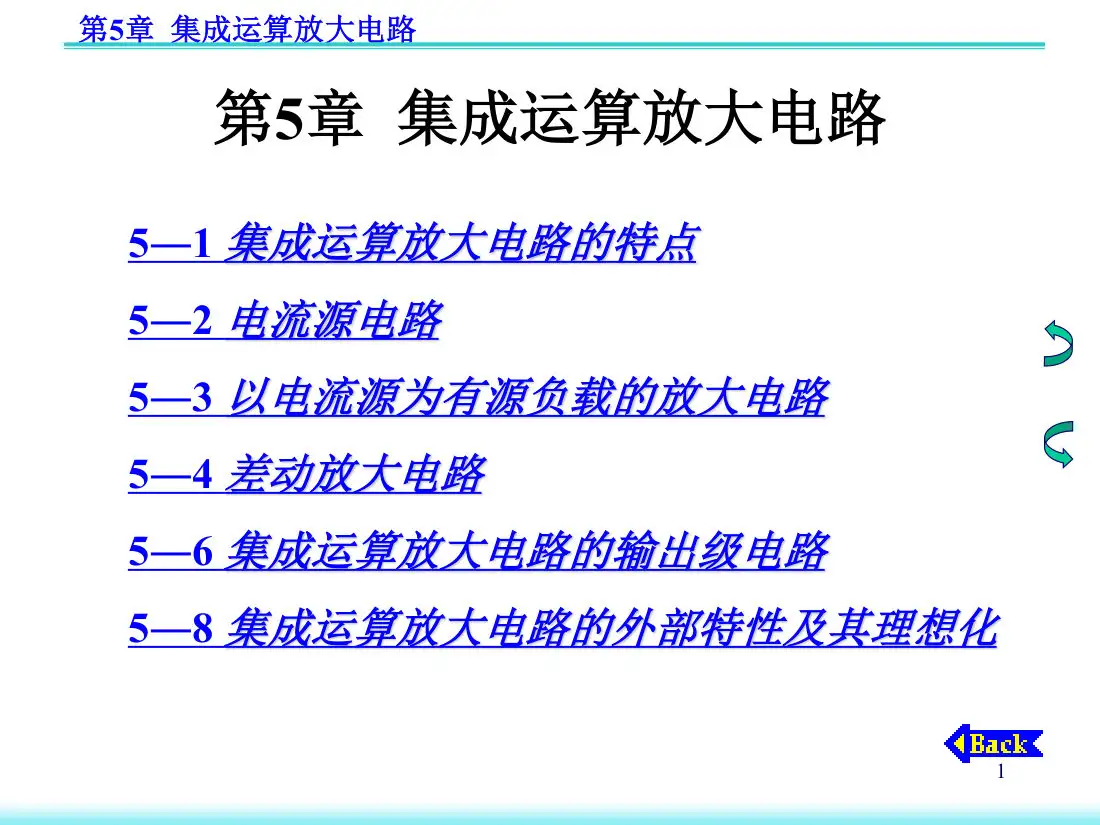 第5章 集成运算放大电路
第5章 集成运算放大电路
5—1 集成运算放大电路的特点
5—2 电流源电路
5—3 以电流源为有源负载的放大电路
5—4 差动放大电路
5—6 集成运算放大电路的输出级电路
5—8 集成运算放大电路的外部特性及其理想化
Back
1